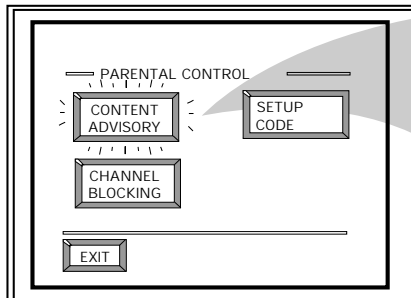 PARENTAL CONTROL
CONTENT
ADVISORY
SETUP
CODE
CHANNEL
BLOCKING
EXIT